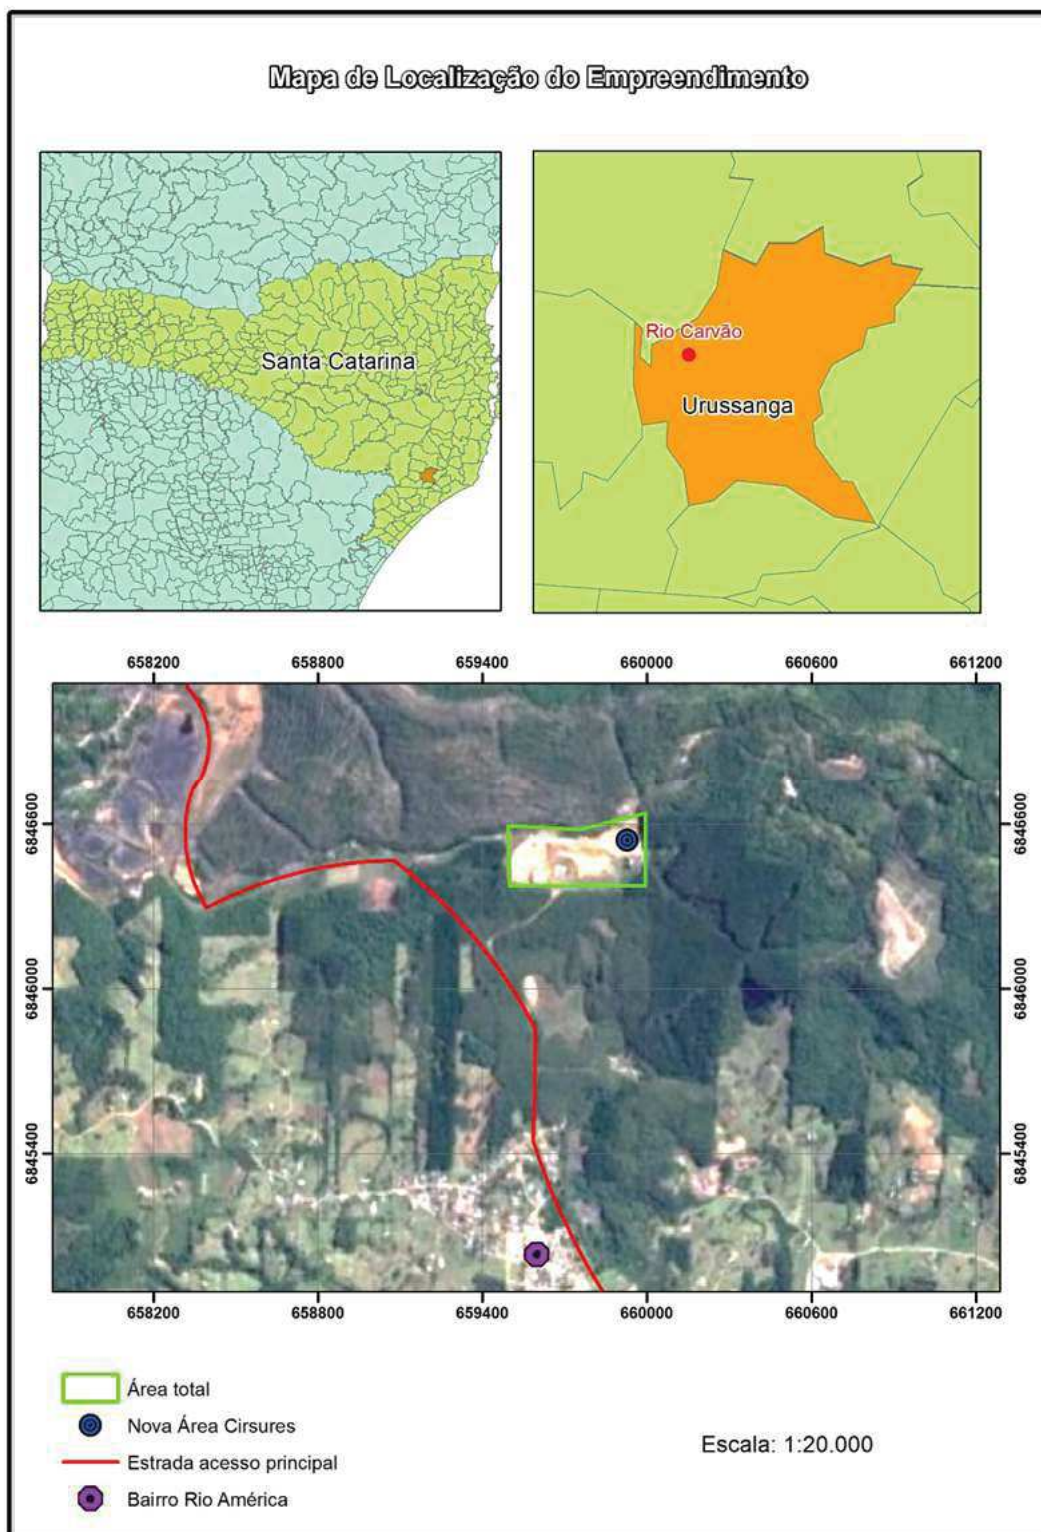 Mapa de Localização do Empreendimento
Santa Catarina
Rio Carvão
Urussanga
658200 658800 659400 660000 660600 661200
6846600 6846600
6846000 6846000
6845400 6845400
658200 658800 659400 660000 660600 661200
Área total
Nova Área Cirsures
Estrada acesso principal
Bairro Rio América
Escala: 1:20.000